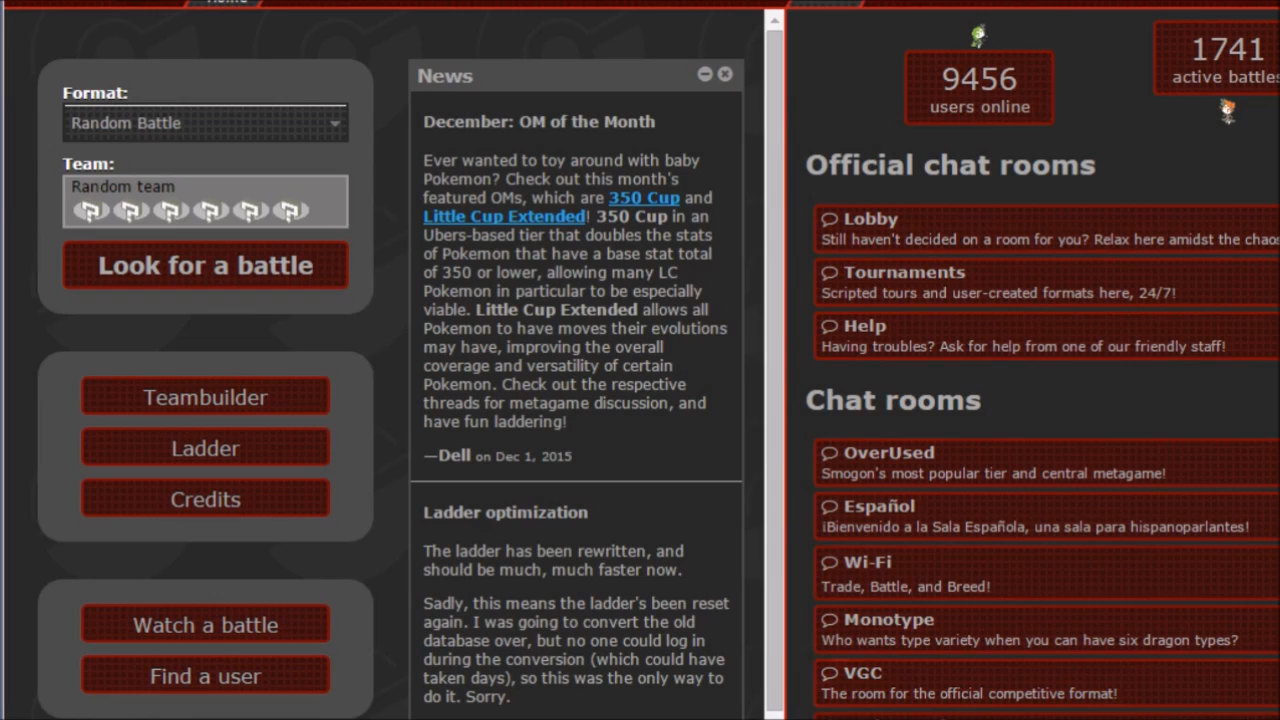 Home
Format:
Random Battle
Team:
Random team
Look for a battle
Teambuilder
Ladder
Credits
Watch a battle
Find a user
News
December: OM of the Month
Ever wanted to toy around with baby
Pokemon? Check out this month's
featured OMs, which are 350 Cup and
Little Cup Extended! 350 Cup in an
Ubers-based tier that doubles the stats
of Pokemon that have a base stat total
of 350 or lower, allowing many LC
Pokemon in particular to be especially
viable. Little Cup Extended allows all
Pokemon to have moves their evolutions
may have, improving the overall
coverage and versatility of certain
Pokemon. Check out the respective
threads for metagame discussion, and
have fun laddering!
—Dell on Dec 1, 2015
Ladder optimization
The ladder has been rewritten, and
should be much, much faster now.
Sadly, this means the ladder's been reset
again. I was going to convert the old
database over, but no one could log in
during the conversion (which could have
taken days), so this was the only way to
do it. Sorry.
9456
users online
1741
active battles
Official chat rooms
Lobby
Still haven't decided on a room for you? Relax here amidst the chao
Tournaments
Scripted tours and user-created formats here, 24/7!
Help
Having troubles? Ask for help from one of our friendly staff!
Chat rooms
OverUsed
Smogon's most popular tier and central metagame!
Español
¡Bienvenido a la Sala Española, una sala para hispanoparlantes!
Wi-Fi
Trade, Battle, and Breed!
Monotype
Who wants type variety when you can have six dragon types?
VGC
The room for the official competitive format!